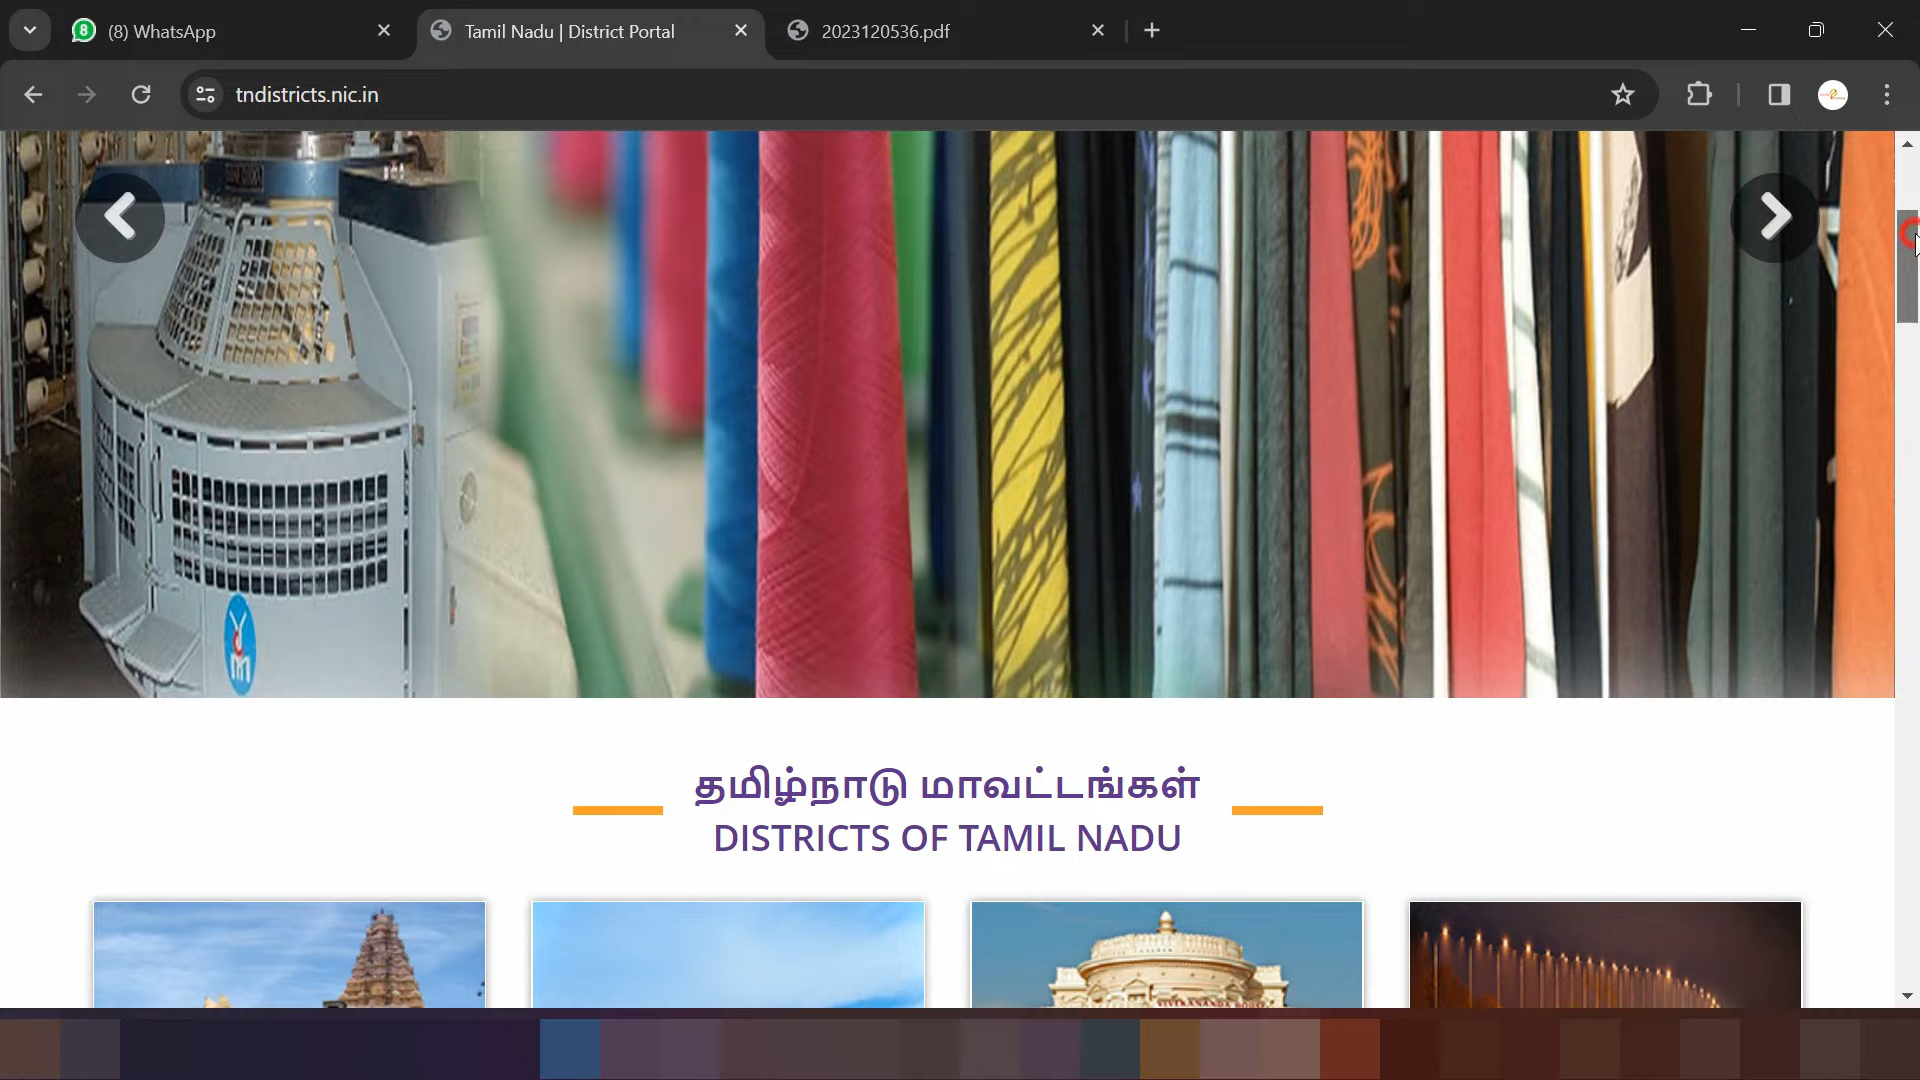 (8) WhatsApp
Tamil Nadu | District Portal
2023120536.pdf
tndistricts.nic.in
தமிழ்நாடு மாவட்டங்கள்
DISTRICTS OF TAMIL NADU